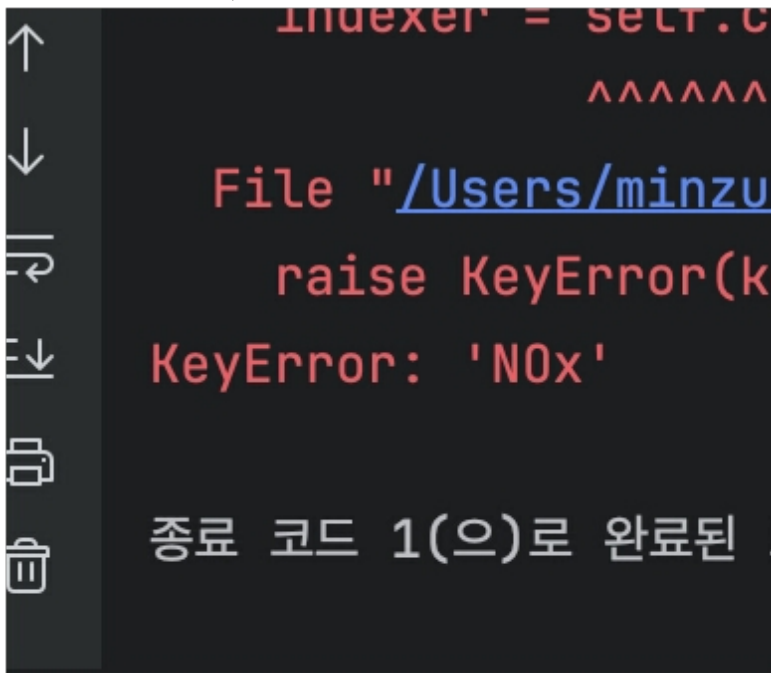 indexer = self.c
^^^^^^
File "/Users/minzu
raise KeyError(k
KeyError: 'NOx'
종료 코드 1(으)로 완료된